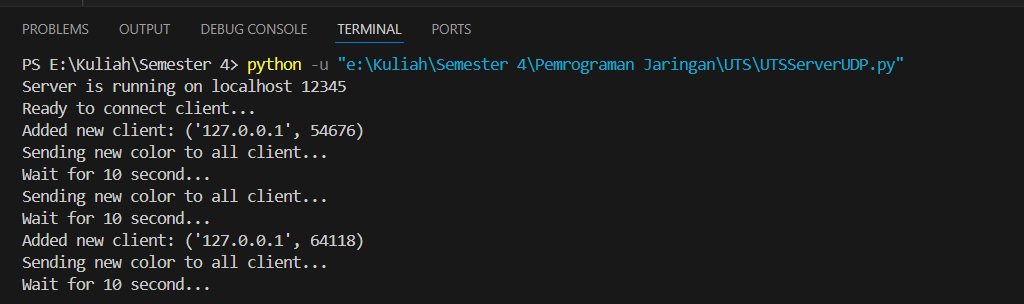 PROBLEMS OUTPUT DEBUG CONSOLE TERMINAL PORTS
PS E:\Kuliah\Semester 4> python -u "e:\Kuliah\Semester 4\Pemrograman Jaringan\UTS\UTSServerUDP.py"
Server is running on localhost 12345
Ready to connect client...
Added new client: ('127.0.0.1', 54676)
Sending new color to all client...
Wait for 10 second...
Sending new color to all client...
Wait for 10 second...
Added new client: ('127.0.0.1', 64118)
Sending new color to all client...
Wait for 10 second...